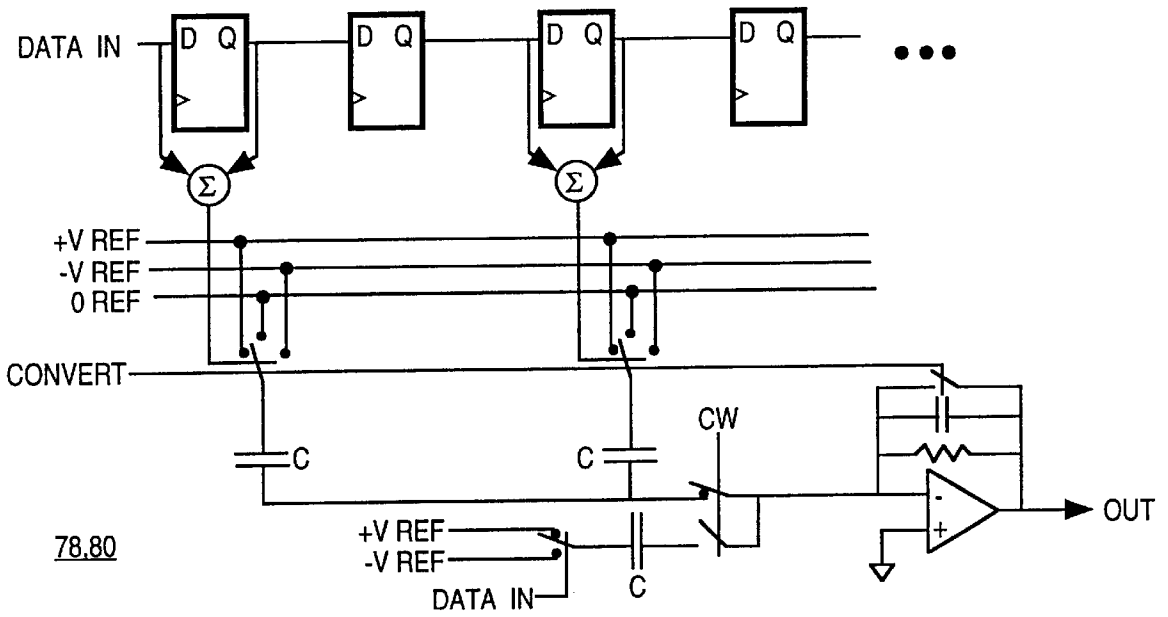 DATA IN
D Q
D Q
D Q
D Q
Σ
Σ
+V REF
-V REF
0 REF
CONVERT
CW
C
C
-
+
OUT
+V REF
-V REF
C
DATA IN
78,80